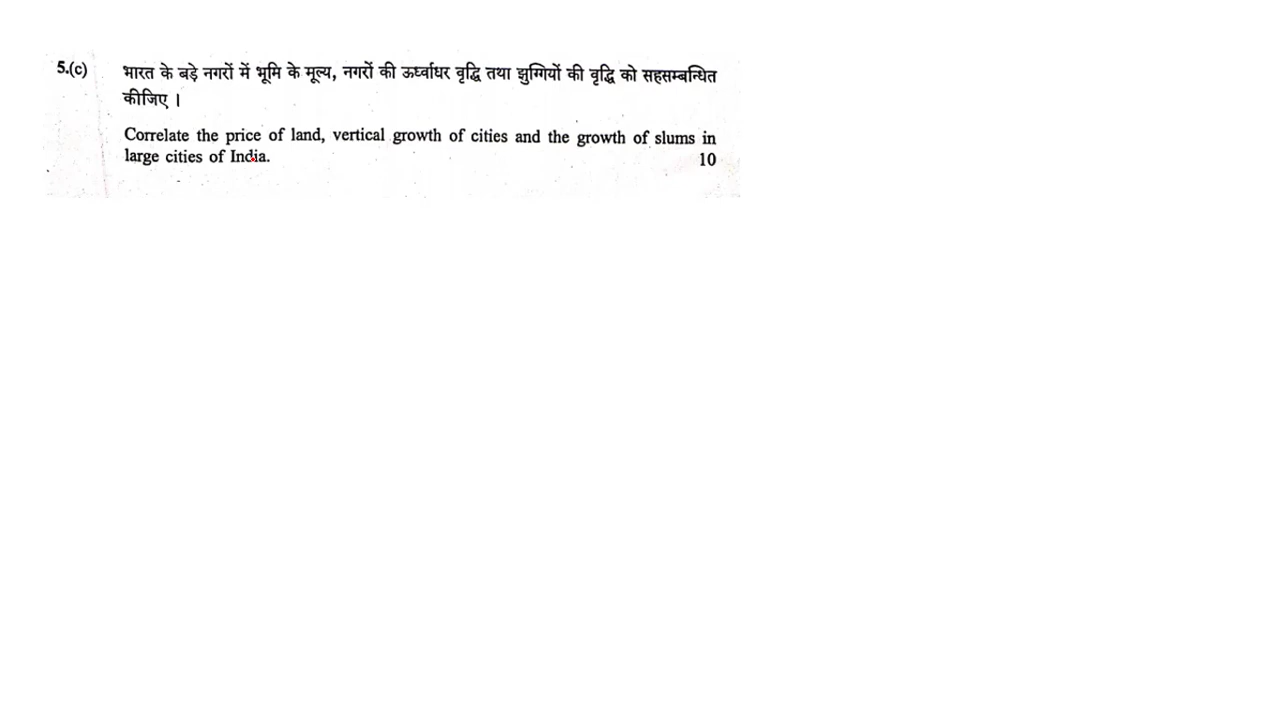 5.(c) भारत के बड़े नगरों में भूमि के मूल्य, नगरों की ऊर्ध्वाधर वृद्धि तथा झुग्गियों की वृद्धि को सहसम्बन्धित
कीजिए ।
Correlate the price of land, vertical growth of cities and the growth of slums in
large cities of India. 10